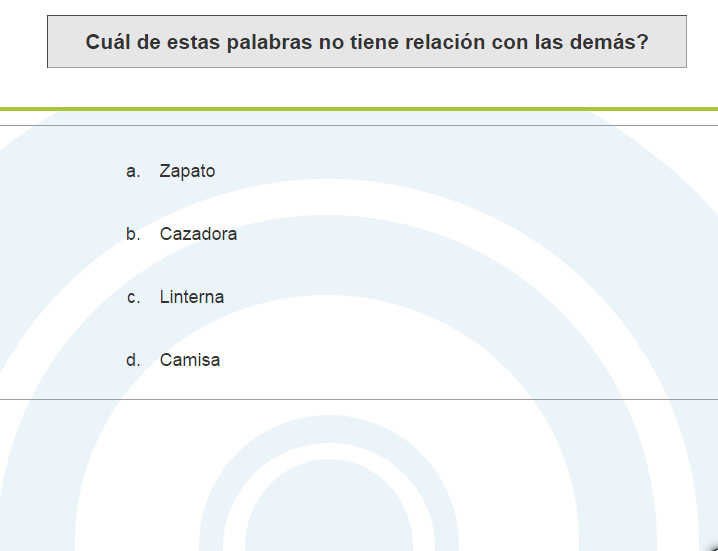 Cuál de estas palabras no tiene relación con las demás?
a. Zapato
b. Cazadora
c. Linterna
d. Camisa